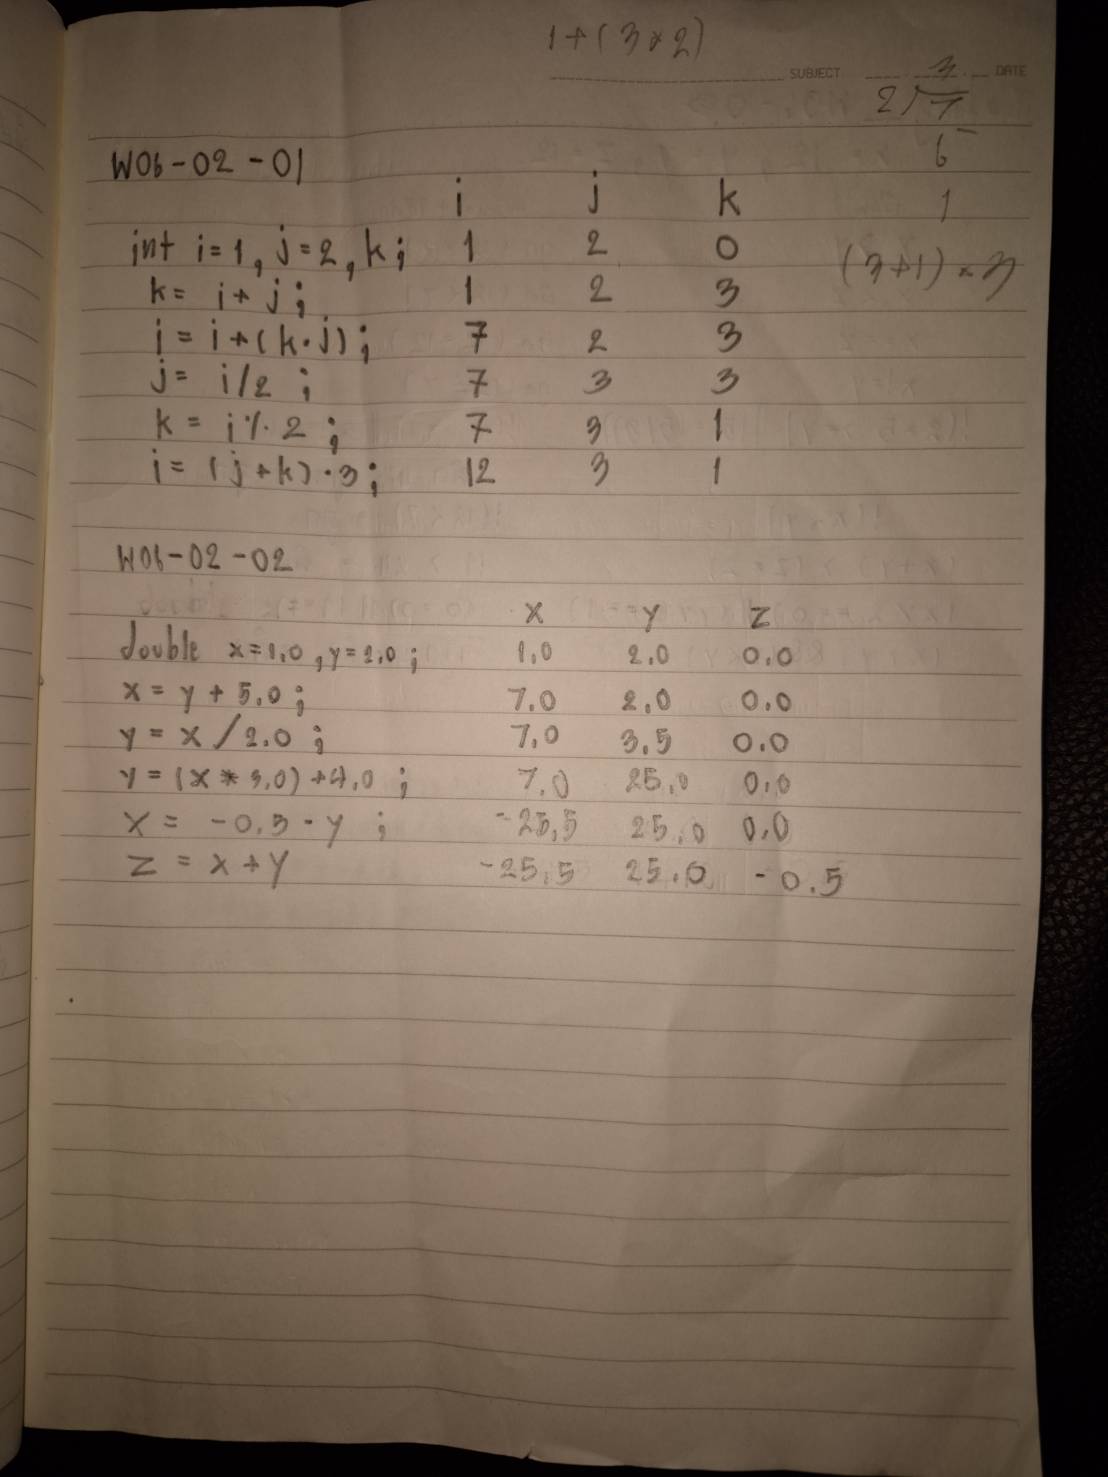 1+(3×2)
SUBJECT DATE
3
2√7
6
1
(3+1)×3
W06-02-01
i j k
int i=1, j=2, k; 1 2 0
k= i+ j; 1 2 3
i = i+(k·j); 7 2 3
j= i/2 ; 7 3 3
k = i% 2 ; 7 3 1
i= (j+k)·3; 12 3 1
W06-02-02
X Y Z
double x=1.0, y=2.0; 1.0 2.0 0.0
x= y + 5.0; 7.0 2.0 0.0
y = x / 2.0 ; 7.0 3.5 0.0
y = (x * 3.0) +4.0 ; 7.0 25.0 0.0
x = -0.5 - y ; -25.5 25.0 0.0
z = x+y -25.5 25.0 -0.5